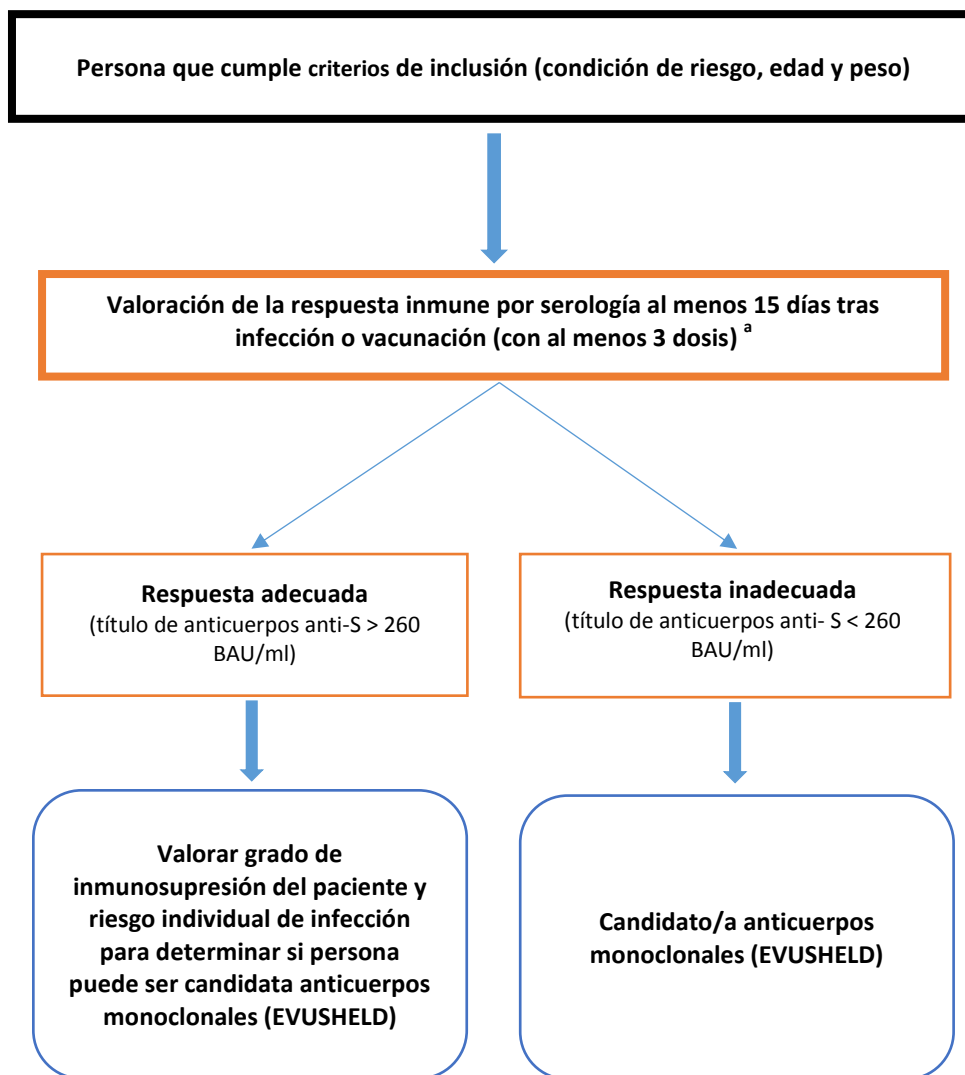 Persona que cumple criterios de inclusión (condición de riesgo, edad y peso)
Valoración de la respuesta inmune por serología al menos 15 días tras
infección o vacunación (con al menos 3 dosis) a
Respuesta adecuada
(título de anticuerpos anti-S > 260
BAU/ml)
Respuesta inadecuada
(título de anticuerpos anti- S < 260
BAU/ml)
Valorar grado de
inmunosupresión del paciente y
riesgo individual de infección
para determinar si persona
puede ser candidata anticuerpos
monoclonales (EVUSHELD)
Candidato/a anticuerpos
monoclonales (EVUSHELD)